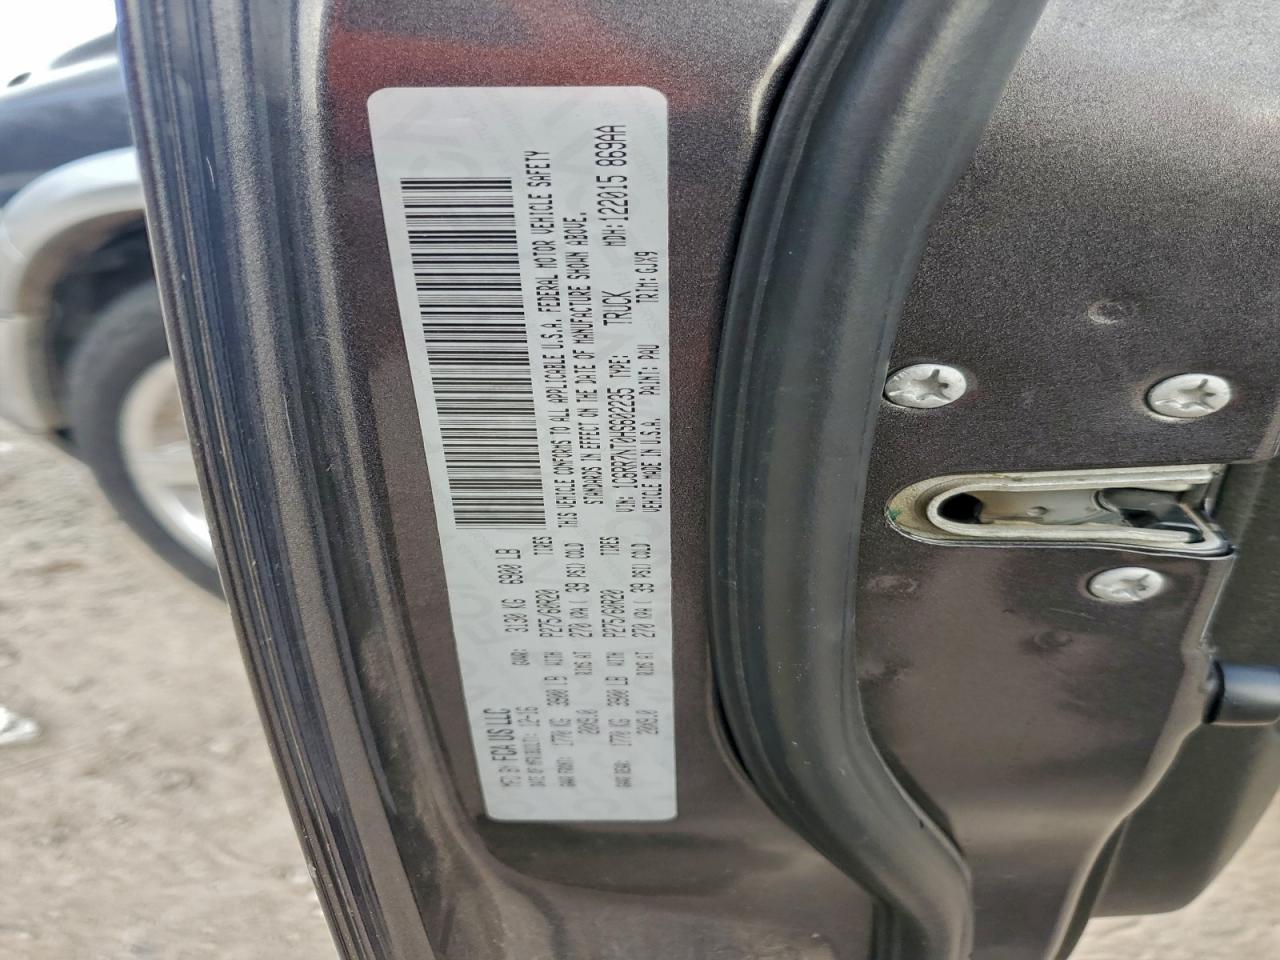 MFD BY: FCA US LLC
DATE OF MFR(BUILT): 12-16 GVWR: 3130 KG 6900 LB
GAWR FRONT: 1770 KG 3900 LB WITH P275/60R20 TIRES
20X9.0 RIMS AT 270 KPA ( 39 PSI) COLD
GAWR REAR: 1770 KG 3900 LB WITH P275/60R20 TIRES
20X9.0 RIMS AT 270 KPA ( 39 PSI) COLD
THIS VEHICLE CONFORMS TO ALL APPLICABLE U.S.A. FEDERAL MOTOR VEHICLE SAFETY
STANDARDS IN EFFECT ON THE DATE OF MANUFACTURE SHOWN ABOVE.
VIN: TYPE: TRUCK MDH:122015 869AA
VEHICLE MADE IN U.S.A. PAINT: PAU TRIM: GJX9